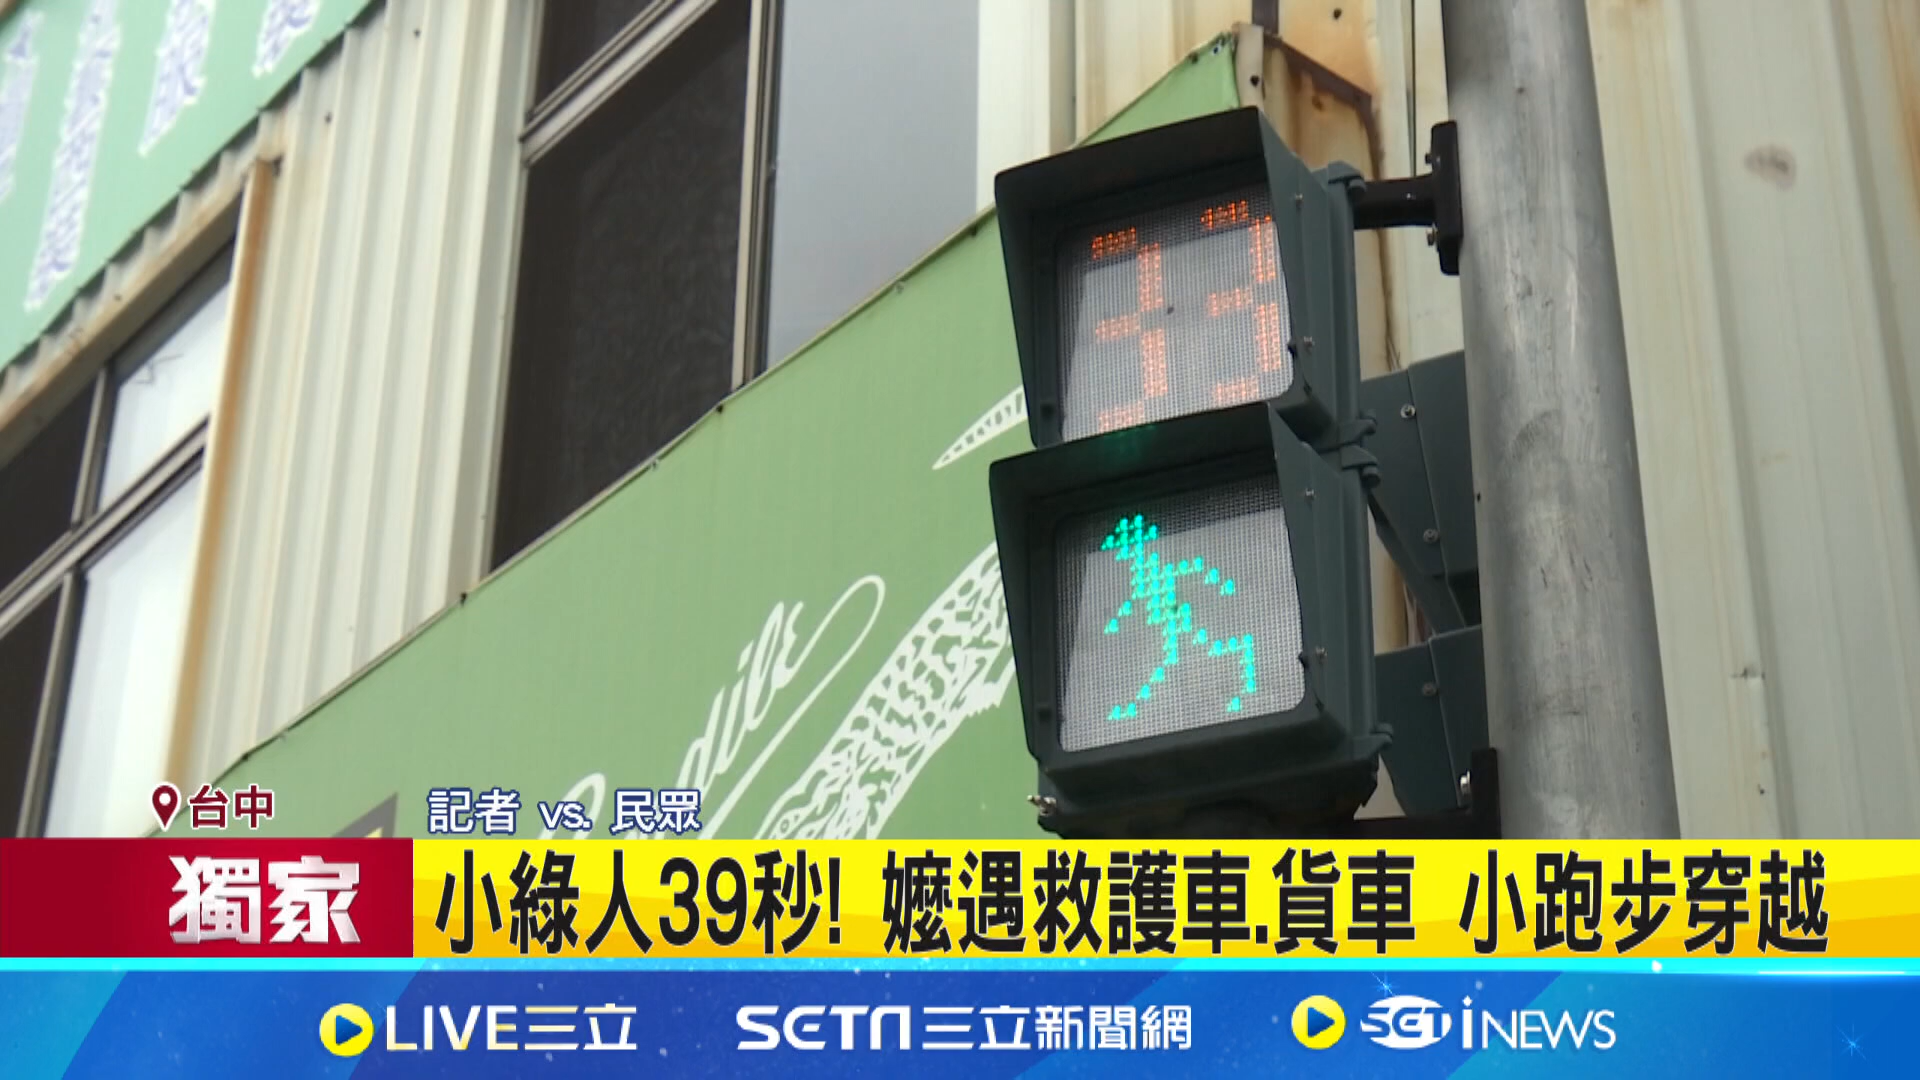 33
台中
記者 vs. 民眾
獨家
小綠人39秒! 嬤遇救護車.貨車 小跑步穿越
LIVE三立 SETN三立新聞網 SETiNEWS